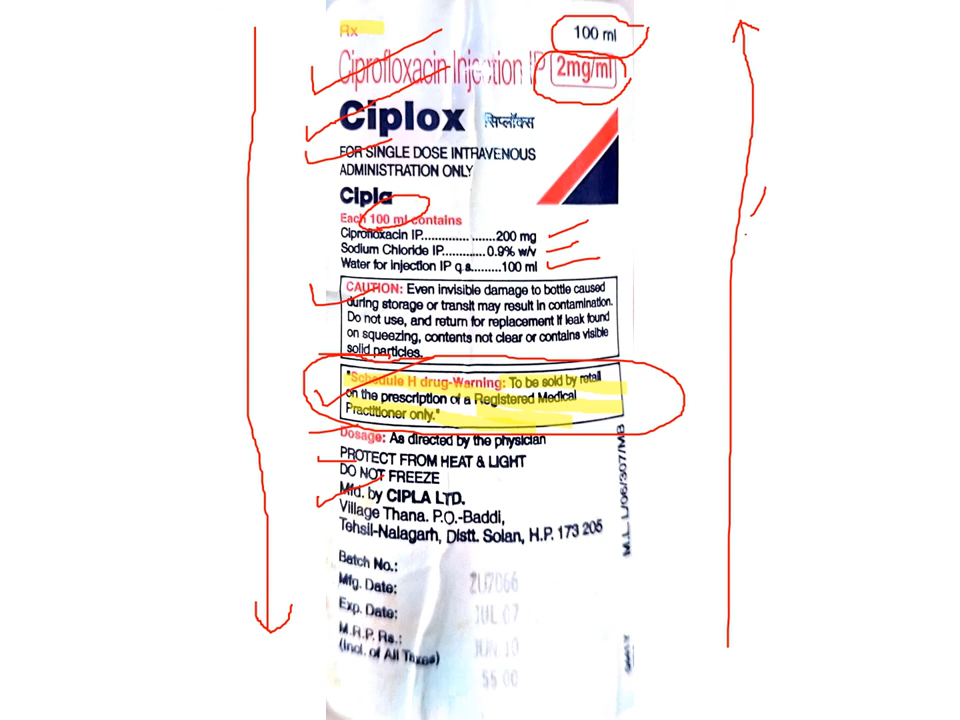 Rx
100 ml
Ciprofloxacin Injection IP 2mg/ml
Ciplox सिप्लॉक्स
FOR SINGLE DOSE INTRAVENOUS
ADMINISTRATION ONLY
Cipla
Each 100 ml contains
Ciprofloxacin IP.....................200 mg
Sodium Chloride IP............0.9% w/v
Water for injection IP q.s.........100 ml
CAUTION: Even invisible damage to bottle caused
during storage or transit may result in contamination.
Do not use, and return for replacement if leak found
on squeezing, contents not clear or contains visible
solid particles.
"Schedule H drug-Warning: To be sold by retail
on the prescription of a Registered Medical
Practitioner only."
Dosage: As directed by the physician
PROTECT FROM HEAT & LIGHT
DO NOT FREEZE
Mfd. by CIPLA LTD.
Village Thana. P.O.-Baddi,
Tehsil-Nalagarh, Distt. Solan, H.P. 173 205
M.L. L/06/307/MB
Batch No.:
Mfg. Date: JUL 07
Exp. Date: JUN 10
M.R.P. Rs.: 55 00
(Incl. of All Taxes)